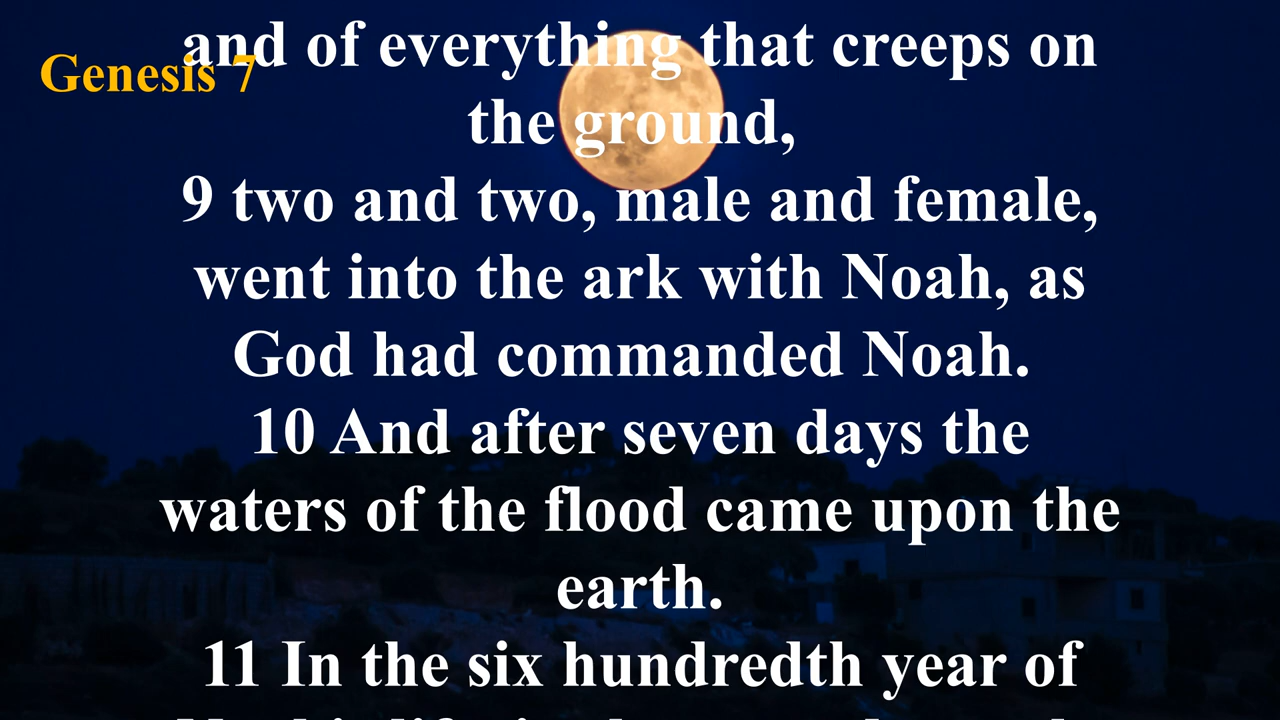 Genesis 7
and of everything that creeps on
the ground,
9 two and two, male and female,
went into the ark with Noah, as
God had commanded Noah.
10 And after seven days the
waters of the flood came upon the
earth.
11 In the six hundredth year of